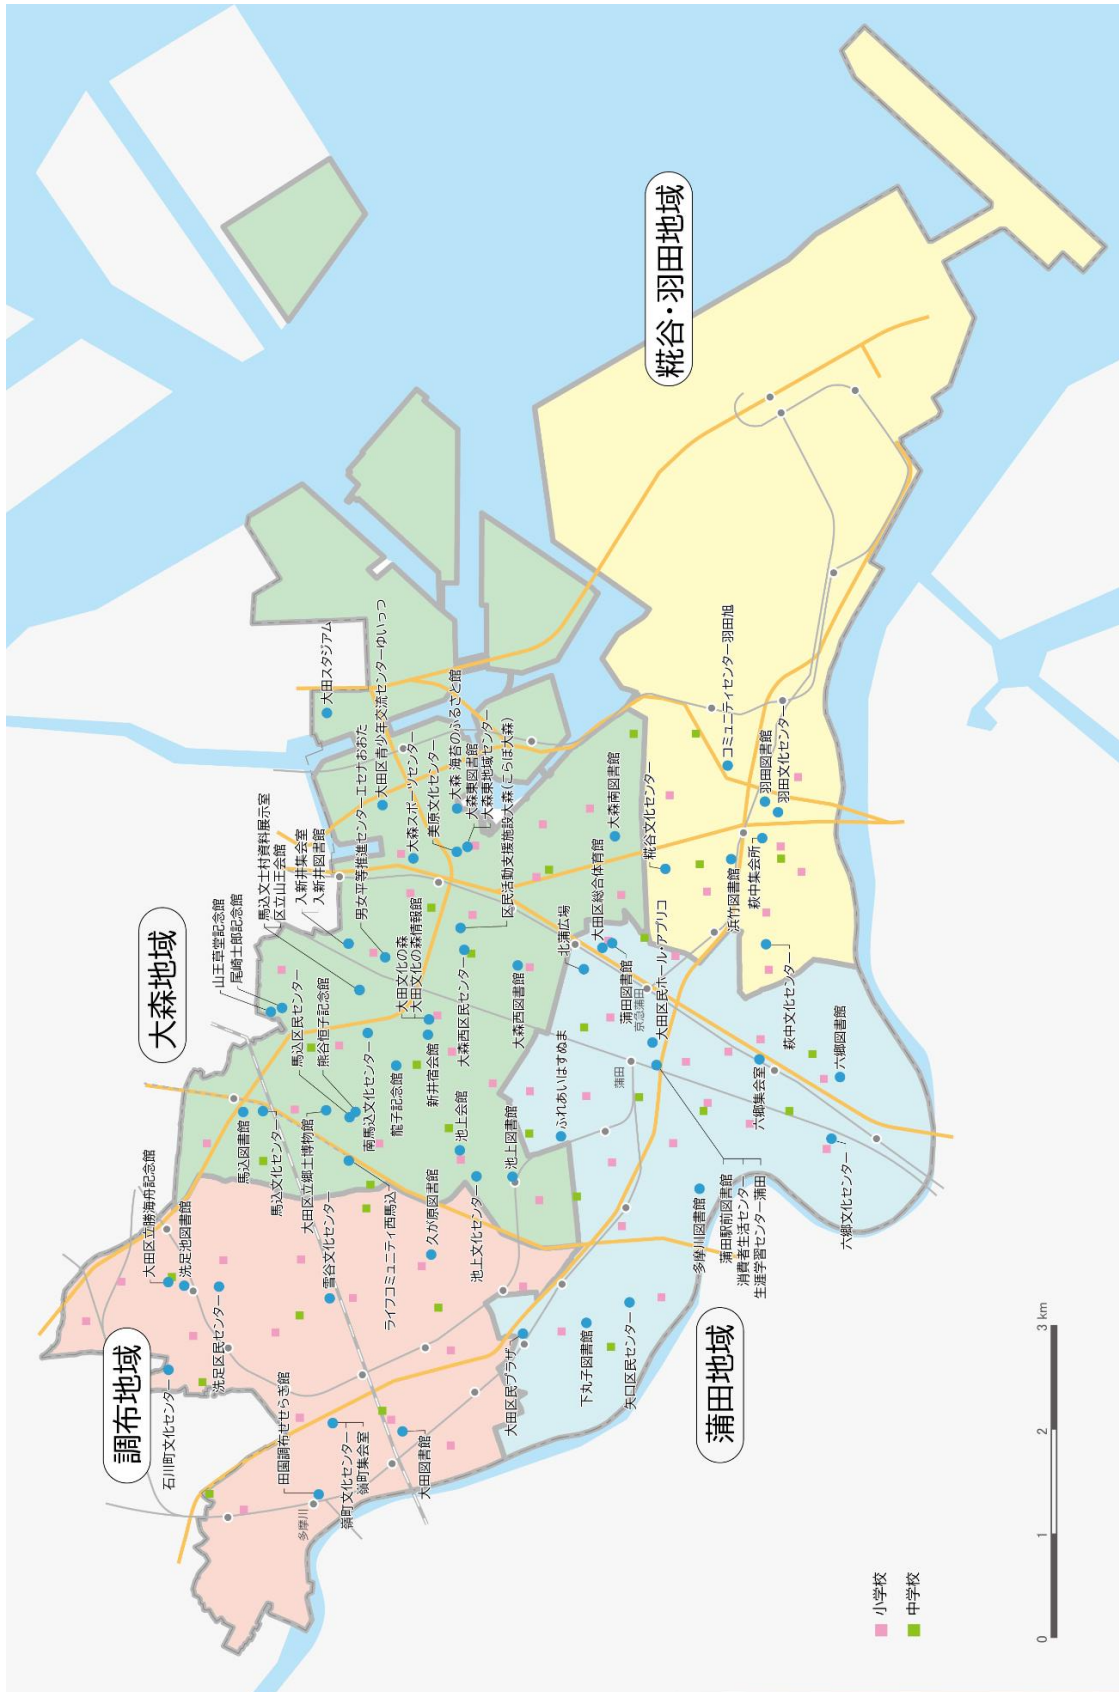 調布地域
大森地域
糀谷・羽田地域
蒲田地域
石川町文化センター
大田区立勝海舟記念館
洗足池図書館
洗足区民センター
田園調布せせらぎ館
多摩川
嶺町文化センター
嶺町集会室
大田図書館
雪谷文化センター
ライフコミュニティ西馬込
久が原図書館
池上文化センター
大田区民プラザ
下丸子図書館
矢口区民センター
馬込図書館
馬込文化センター
大田区立郷土博物館
山王草堂記念館
尾崎士郎記念館
馬込区民センター
熊谷恒子記念館
南馬込文化センター
龍子記念館
新井宿会館
池上会館
池上図書館
馬込文士村資料展示室
区立山王会館
入新井集会室
入新井図書館
男女平等推進センターエセナおおた
大田文化の森
大田文化の森情報館
大森西区民センター
大森西図書館
大田スタジアム
大田区青少年交流センターゆいっつ
大森スポーツセンター
美原文化センター
大森 海苔のふるさと館
大森東図書館
大森東地域センター
区民活動支援施設大森(こらぼ大森)
北蒲広場
大田区総合体育館
大森南図書館
蒲田図書館
京急蒲田
大田区民ホール・アプリコ
ふれあいはすぬま
蒲田
多摩川図書館
蒲田駅前図書館
消費者生活センター
生涯学習センター蒲田
六郷集会室
六郷図書館
六郷文化センター
糀谷文化センター
コミュニティセンター羽田旭
浜竹図書館
萩中集会所
羽田図書館
羽田文化センター
萩中文化センター
小学校
中学校
0
1
2
3 km